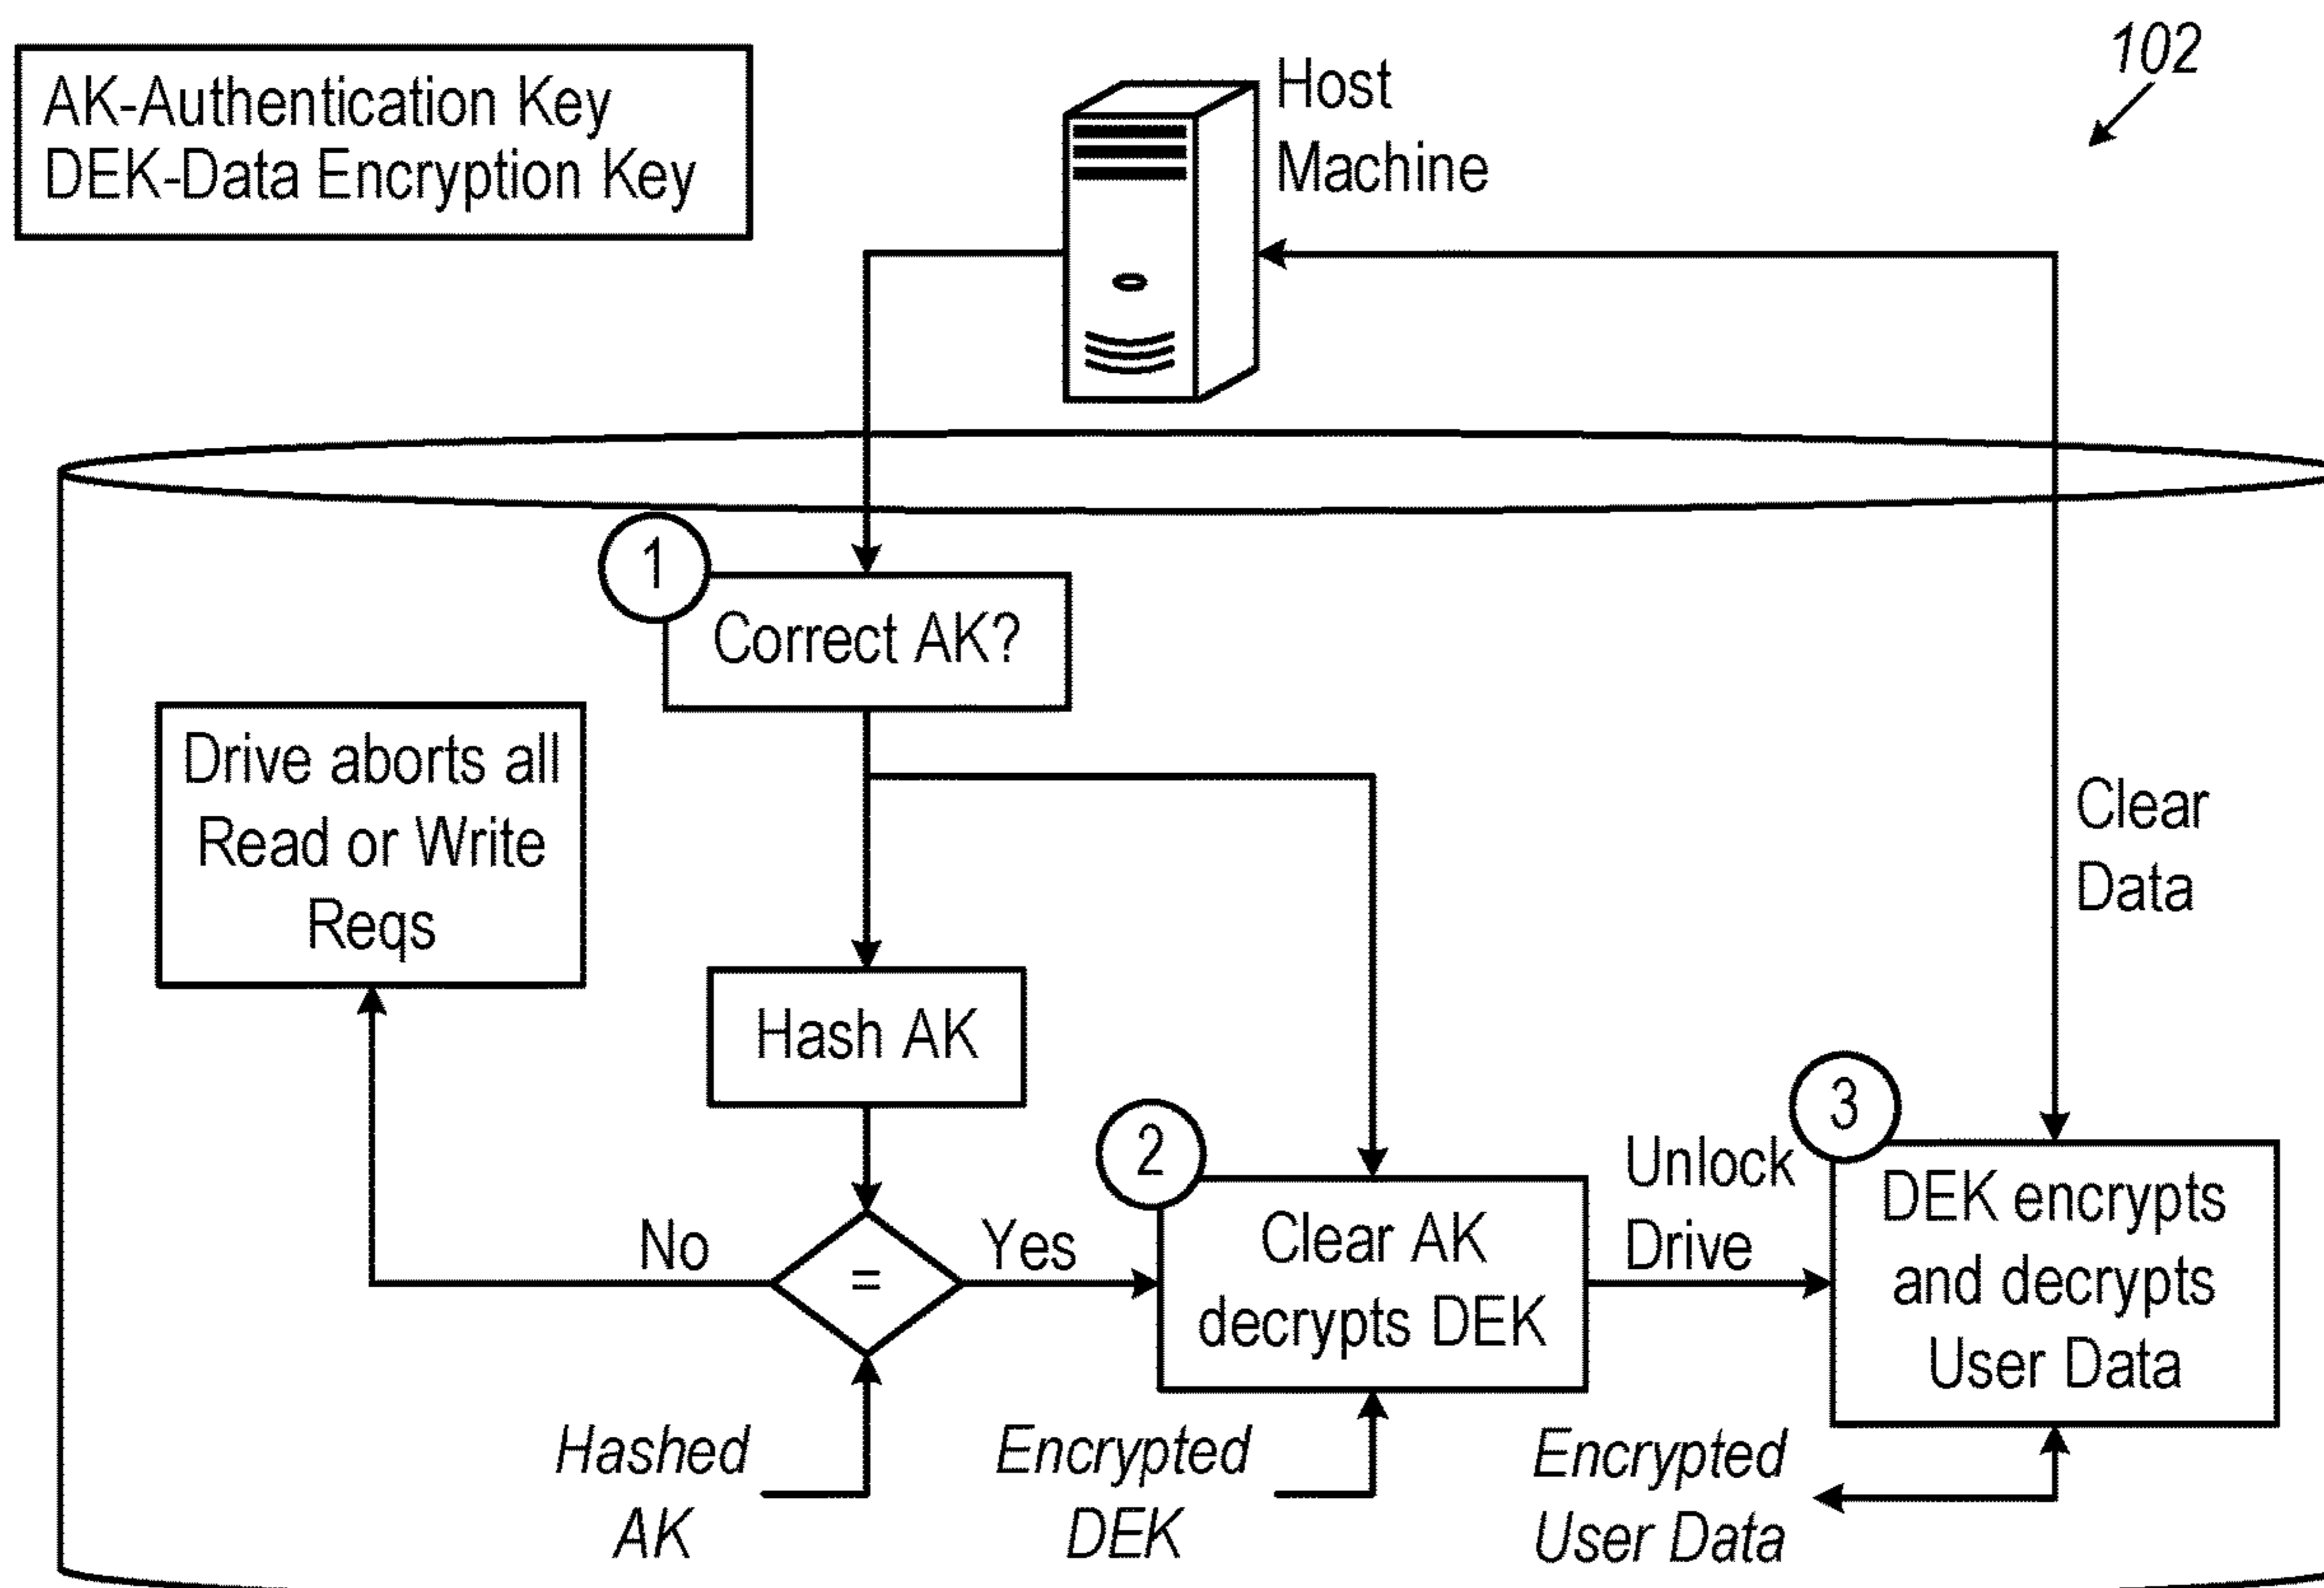 AK-Authentication Key
DEK-Data Encryption Key
Host
Machine
102
1
Correct AK?
Drive aborts all
Read or Write
Reqs
Clear
Data
Hash AK
2
3
No
=
Yes
Clear AK
decrypts DEK
Unlock
Drive
DEK encrypts
and decrypts
User Data
Hashed
AK
Encrypted
DEK
Encrypted
User Data